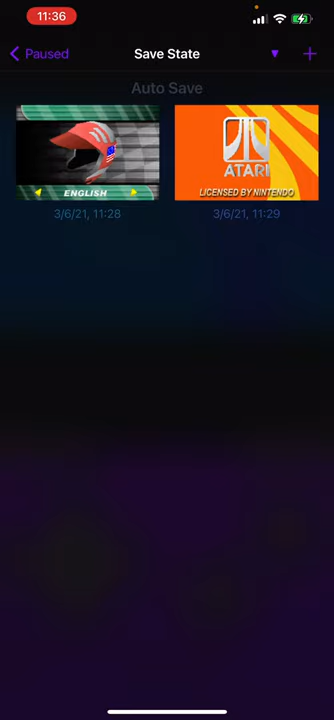 11:36
Paused
Save State
Auto Save
ENGLISH
ATARI
LICENSED BY NINTENDO
3/6/21, 11:28
3/6/21, 11:29